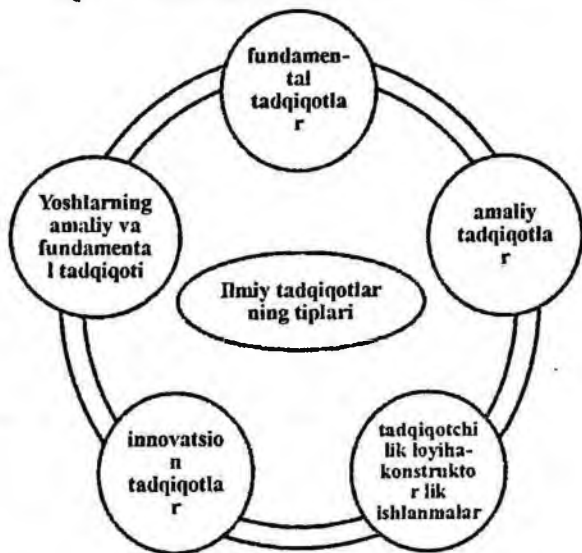 fundamen-
tal
tadqiqotla
r
amaliy
tadqiqotla
r
tadqiqotchi
lik loyiha-
konstrukto
r lik
ishlanmalar
innovatsio
n
tadqiqotla
r
Yoshlarning
amaliy va
fundamenta
l tadqiqoti
Ilmiy tadqiqotlar
ning tiplari